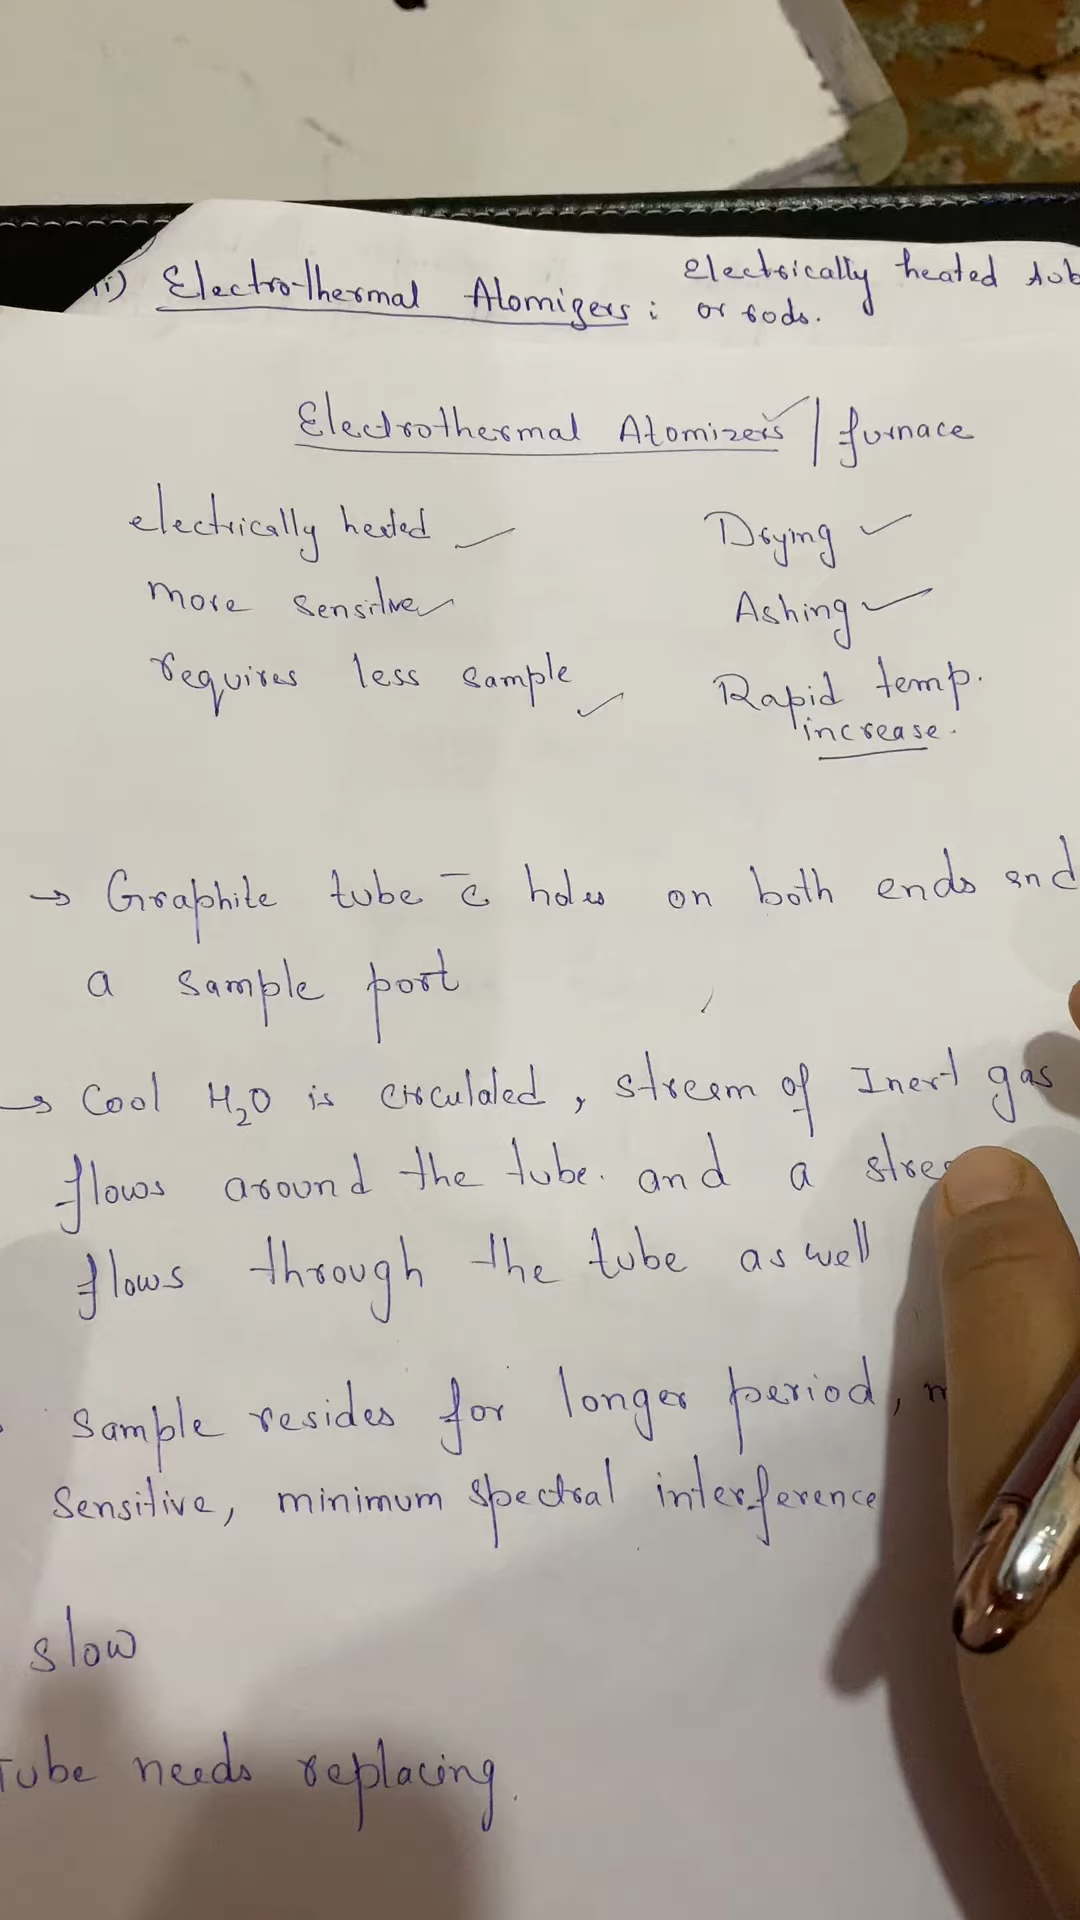 ii) Electro-thermal Atomizers : electrically heated tub
or rods.
Electrothermal Atomizers / furnace
electrically heated
more sensitive
requires less sample
Drying
Ashing
Rapid temp.
increase.
→ Graphite tube c̄ holes on both ends and
a sample port
→ Cool H₂O is circulated, stream of Inert gas
flows around the tube. and a strea
flows through the tube as well
Sample resides for longer period, m
Sensitive, minimum spectral interference
slow
Tube needs replacing.